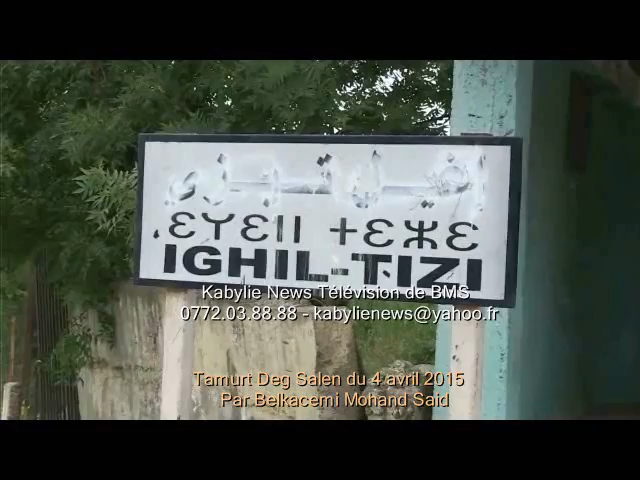 إغيل تيزي
ⵉⵖⵉⵍ ⵜⵉⵣⵉ
IGHIL-TIZI
Kabylie News Télévision de BMS
0772.03.88.88 - kabylienews@yahoo.fr
Tamurt Deg Salen du 4 avril 2015
Par Belkacemi Mohand Said